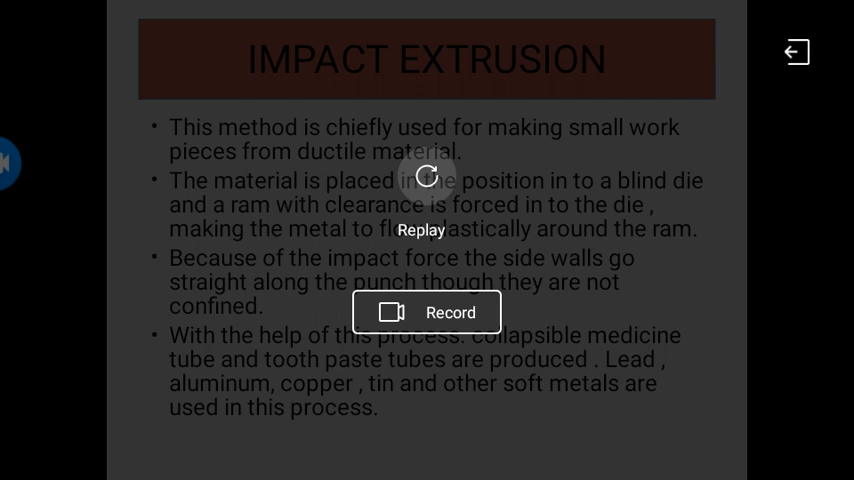 IMPACT EXTRUSION
• This method is chiefly used for making small work
pieces from ductile material.
• The material is placed in the position in to a blind die
and a ram with clearance is forced in to the die ,
making the metal to flow plastically around the ram.
Replay
• Because of the impact force the side walls go
straight along the punch though they are not
confined.
Record
• With the help of this process. collapsible medicine
tube and tooth paste tubes are produced . Lead ,
aluminum, copper , tin and other soft metals are
used in this process.